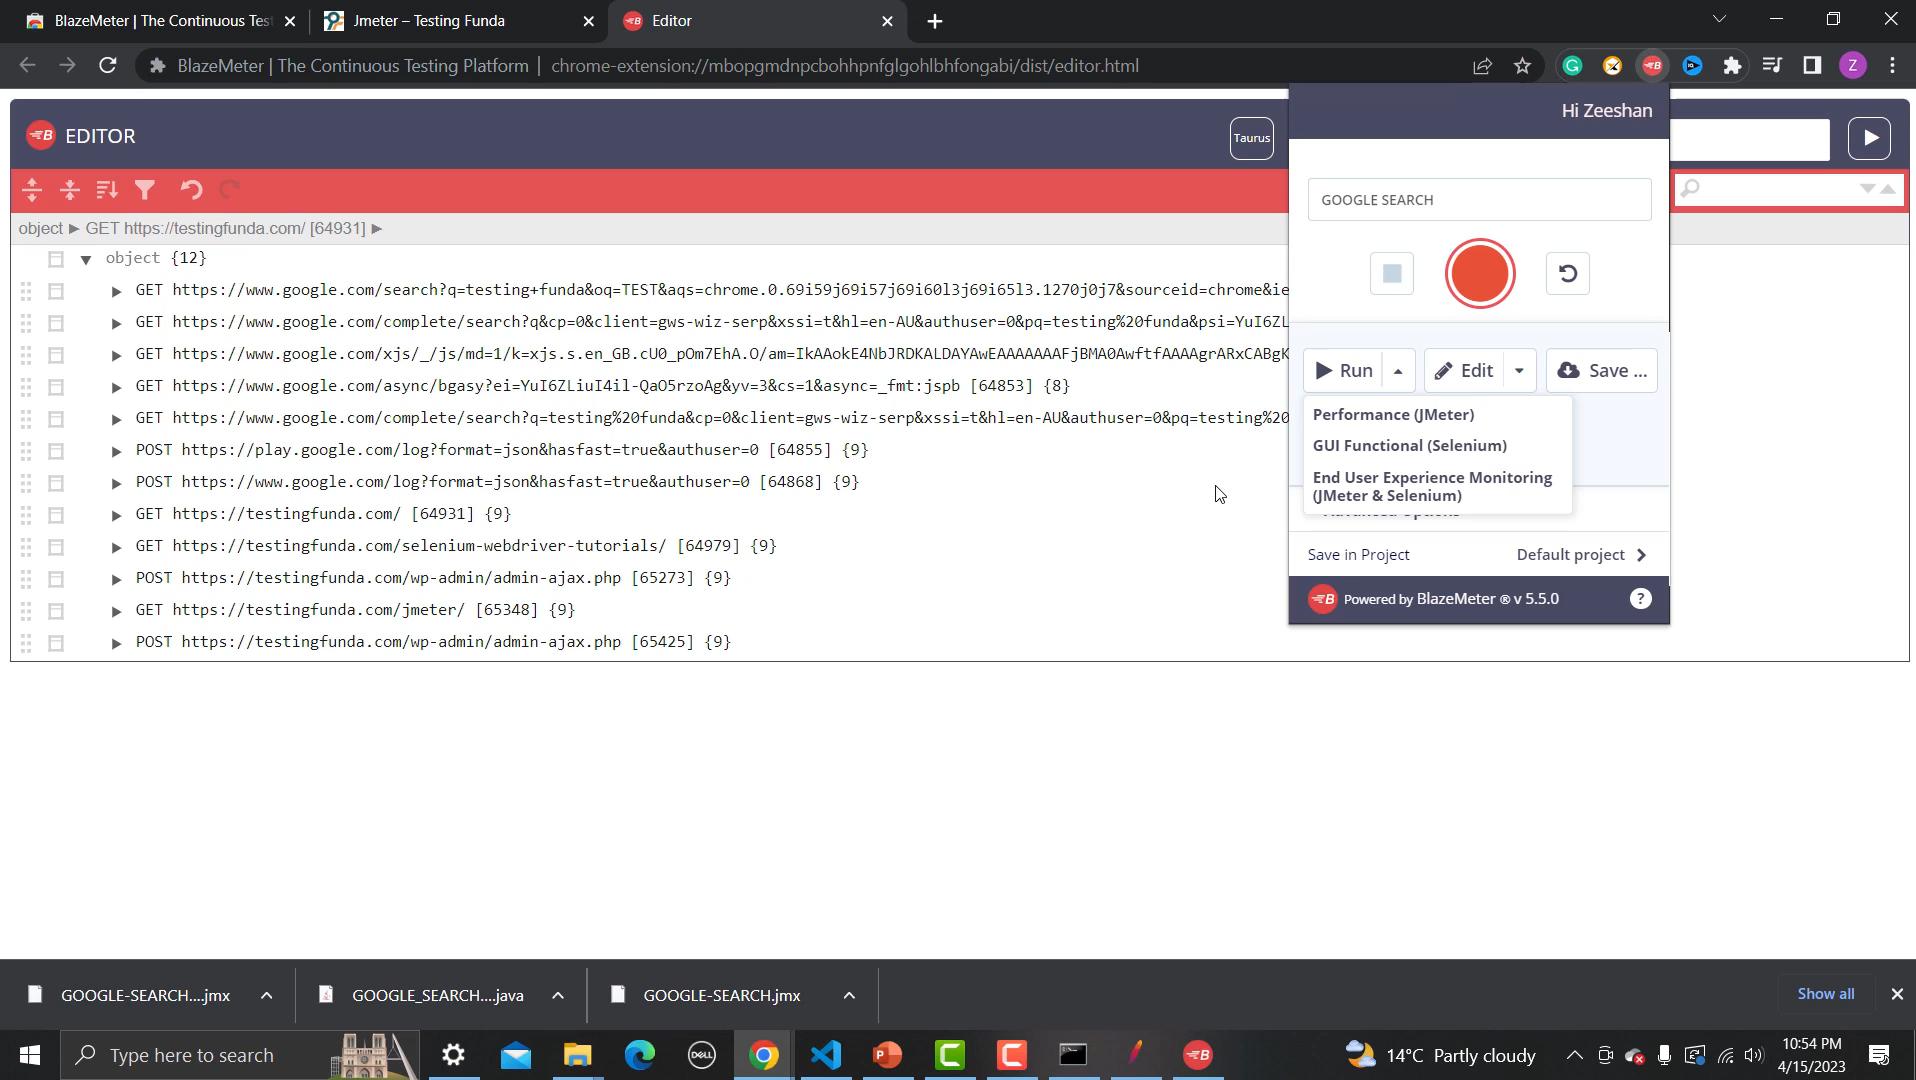 BlazeMeter | The Continuous Test
Jmeter – Testing Funda
Editor
BlazeMeter | The Continuous Testing Platform
chrome-extension://mbopgmdnpcbohhpnfglgohlbhfongabi/dist/editor.html
Z
Hi Zeeshan
B
EDITOR
Taurus
GOOGLE SEARCH
object ► GET https://testingfunda.com/ [64931] ►
object {12}
GET https://www.google.com/search?q=testing+funda&oq=TEST&aqs=chrome.0.69i59j69i57j69i60l3j69i65l3.1270j0j7&sourceid=chrome&ie
GET https://www.google.com/complete/search?q&cp=0&client=gws-wiz-serp&xssi=t&hl=en-AU&authuser=0&pq=testing%20funda&psi=YuI6ZL
GET https://www.google.com/xjs/_/js/md=1/k=xjs.s.en_GB.cU0_pOm7EhA.O/am=IkAAokE4NbJRDKALDAYAwEAAAAAAAFjBMA0AwftfAAAAgrARxCABgK
GET https://www.google.com/async/bgasy?ei=YuI6ZLiuI4il-QaO5rzoAg&yv=3&cs=1&async=_fmt:jspb [64853] {8}
GET https://www.google.com/complete/search?q=testing%20funda&cp=0&client=gws-wiz-serp&xssi=t&hl=en-AU&authuser=0&pq=testing%20
POST https://play.google.com/log?format=json&hasfast=true&authuser=0 [64855] {9}
POST https://www.google.com/log?format=json&hasfast=true&authuser=0 [64868] {9}
GET https://testingfunda.com/ [64931] {9}
GET https://testingfunda.com/selenium-webdriver-tutorials/ [64979] {9}
POST https://testingfunda.com/wp-admin/admin-ajax.php [65273] {9}
GET https://testingfunda.com/jmeter/ [65348] {9}
POST https://testingfunda.com/wp-admin/admin-ajax.php [65425] {9}
Run
Edit
Save ...
Performance (JMeter)
GUI Functional (Selenium)
End User Experience Monitoring
(JMeter & Selenium)
Advanced Options
Save in Project
Default project
Powered by BlazeMeter ® v 5.5.0
?
GOOGLE-SEARCH....jmx
GOOGLE_SEARCH....java
GOOGLE-SEARCH.jmx
Show all
Type here to search
DELL
14°C Partly cloudy
10:54 PM
4/15/2023